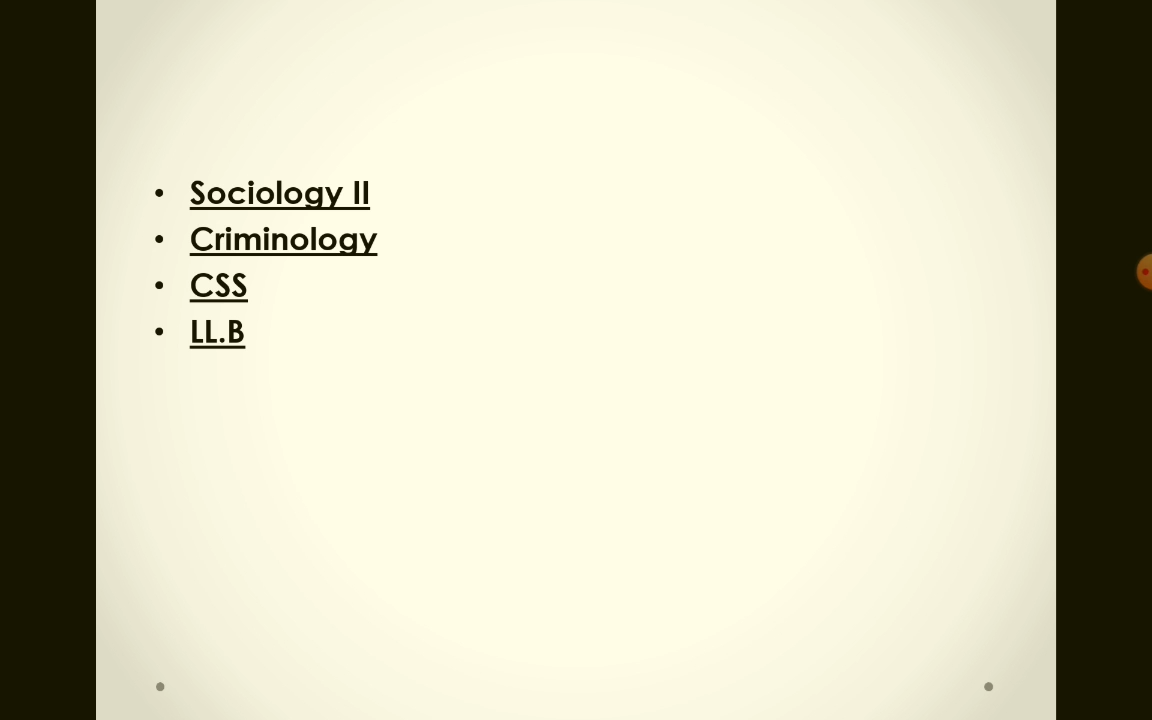 • Sociology II
• Criminology
• CSS
• LL.B